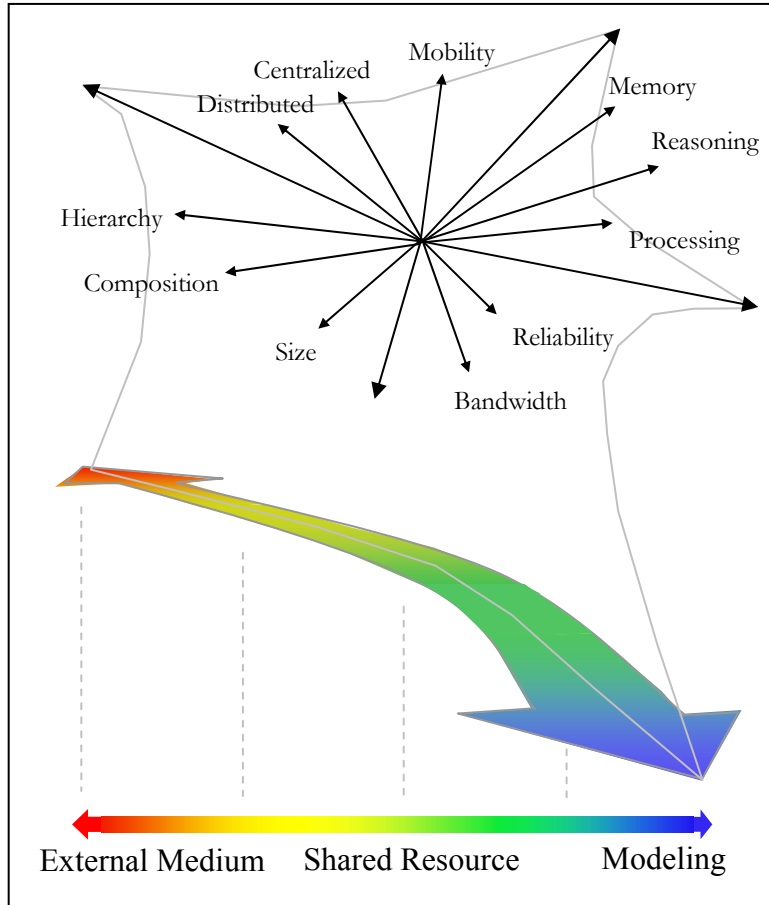 Mobility
Centralized
Memory
Distributed
Reasoning
Hierarchy
Processing
Composition
Reliability
Size
Bandwidth
External Medium
Shared Resource
Modeling